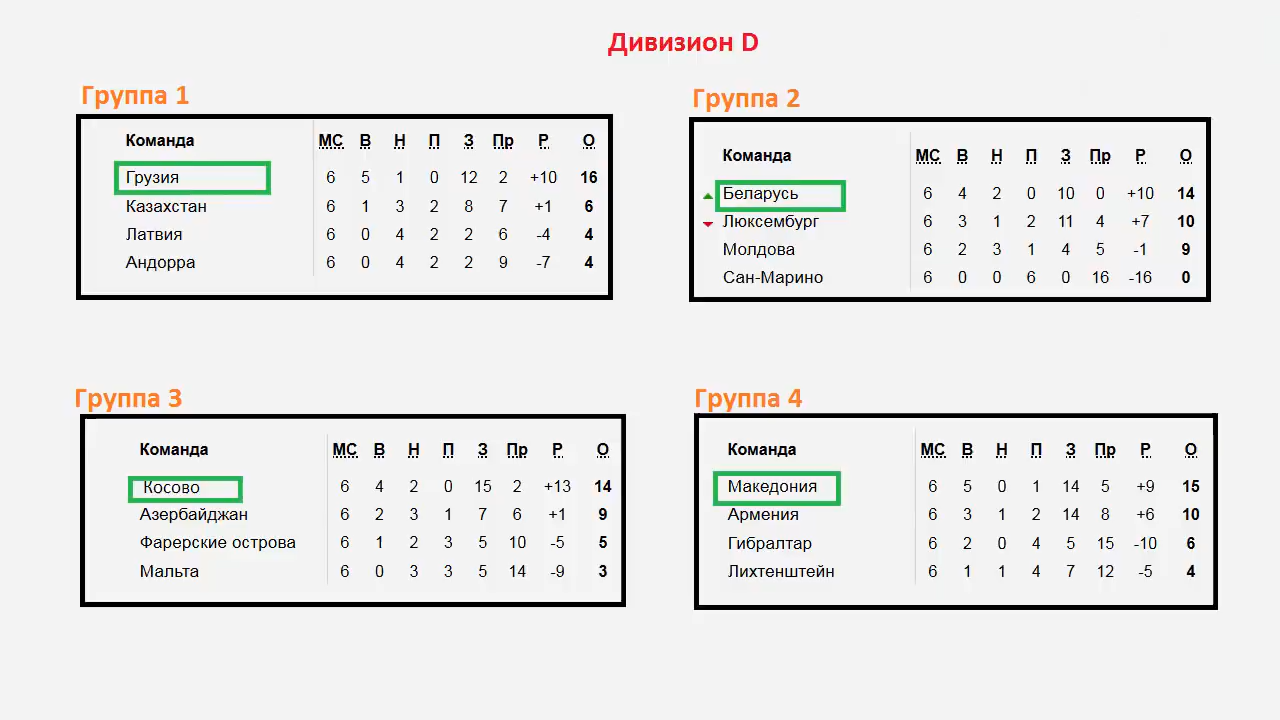 Дивизион D
Группа 1
Команда МС В Н П З Пр Р О
Грузия 6 5 1 0 12 2 +10 16
Казахстан 6 1 3 2 8 7 +1 6
Латвия 6 0 4 2 2 6 -4 4
Андорра 6 0 4 2 2 9 -7 4
Группа 2
Команда МС В Н П З Пр Р О
Беларусь 6 4 2 0 10 0 +10 14
Люксембург 6 3 1 2 11 4 +7 10
Молдова 6 2 3 1 4 5 -1 9
Сан-Марино 6 0 0 6 0 16 -16 0
Группа 3
Команда МС В Н П З Пр Р О
Косово 6 4 2 0 15 2 +13 14
Азербайджан 6 2 3 1 7 6 +1 9
Фарерские острова 6 1 2 3 5 10 -5 5
Мальта 6 0 3 3 5 14 -9 3
Группа 4
Команда МС В Н П З Пр Р О
Македония 6 5 0 1 14 5 +9 15
Армения 6 3 1 2 14 8 +6 10
Гибралтар 6 2 0 4 5 15 -10 6
Лихтенштейн 6 1 1 4 7 12 -5 4